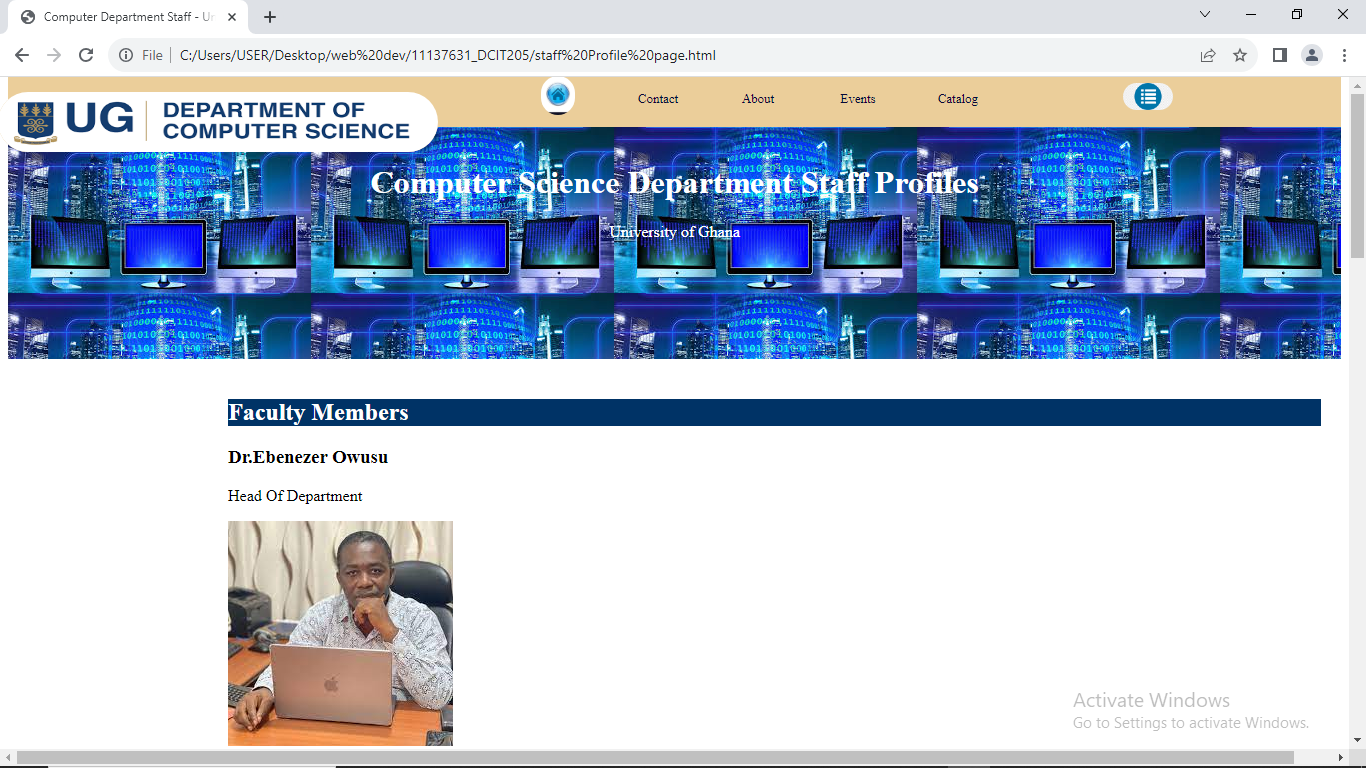 Computer Department Staff - Un
File
C:/Users/USER/Desktop/web%20dev/11137631_DCIT205/staff%20Profile%20page.html
UG
DEPARTMENT OF
COMPUTER SCIENCE
Contact
About
Events
Catalog
Computer Science Department Staff Profiles
University of Ghana
Faculty Members
Dr.Ebenezer Owusu
Head Of Department
Activate Windows
Go to Settings to activate Windows.